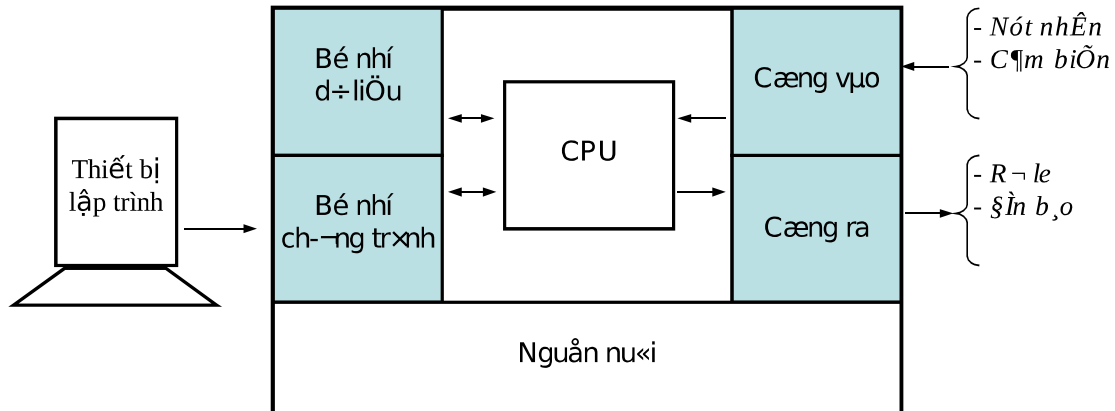 Bé nhí
d÷ liÖu
CPU
Cæng vµo
- Nót nhÊn
- C¶m biÕn
Thiết bị
lập trình
Bé nhí
ch­-¬ng tr×nh
Cæng ra
- R¬ le
- §Ìn b¸o
Nguån nu«i